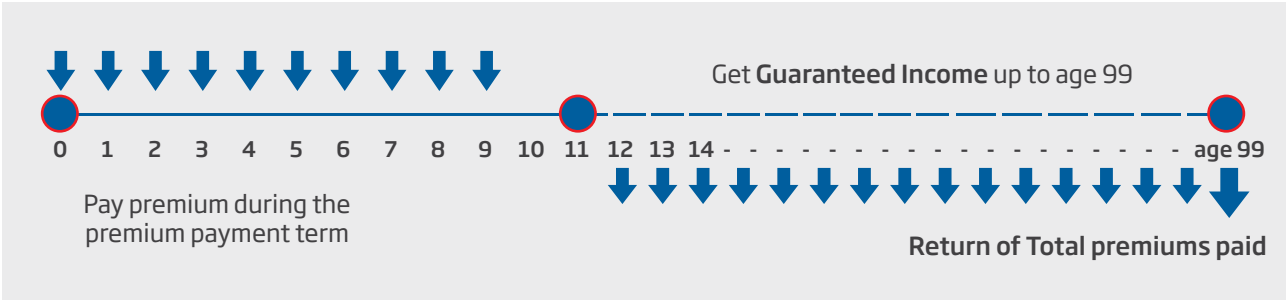 Get Guaranteed Income up to age 99
0 1 2 3 4 5 6 7 8 9 10 11 12 13 14 - - - - - - - - - - - - - - - - - - age 99
Pay premium during the
premium payment term
Return of Total premiums paid